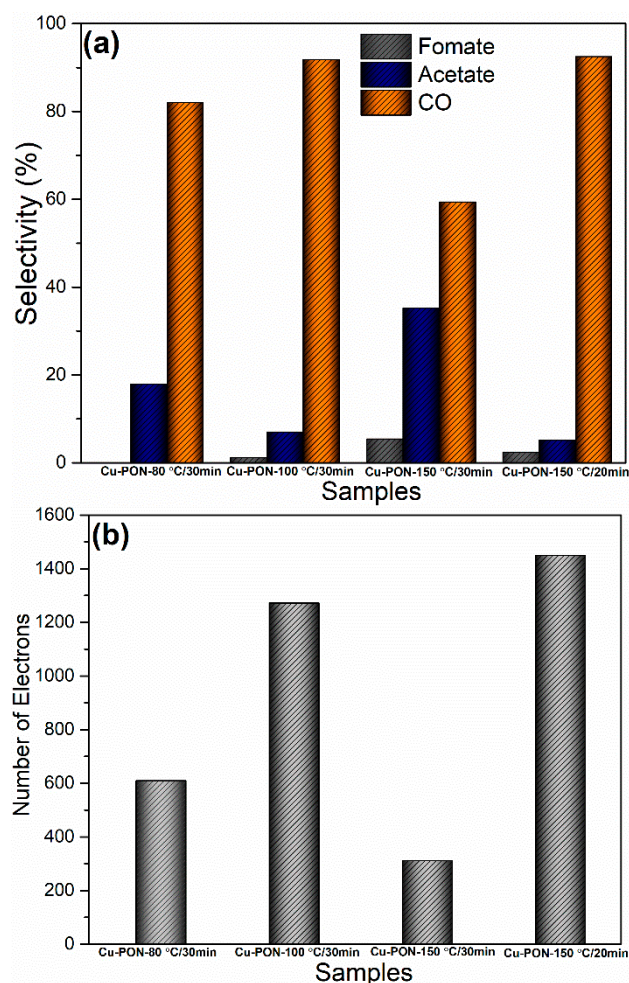 (a)
Fomate
Acetate
CO
Selectivity (%)
100
80
60
40
20
0
Cu-PON-80 °C/30min Cu-PON-100 °C/30min Cu-PON-150 °C/30min Cu-PON-150 °C/20min
Samples
(b)
Number of Electrons
1600
1400
1200
1000
800
600
400
200
0
Cu-PON-80 °C/30min Cu-PON-100 °C/30min Cu-PON-150 °C/30min Cu-PON-150 °C/20min
Samples